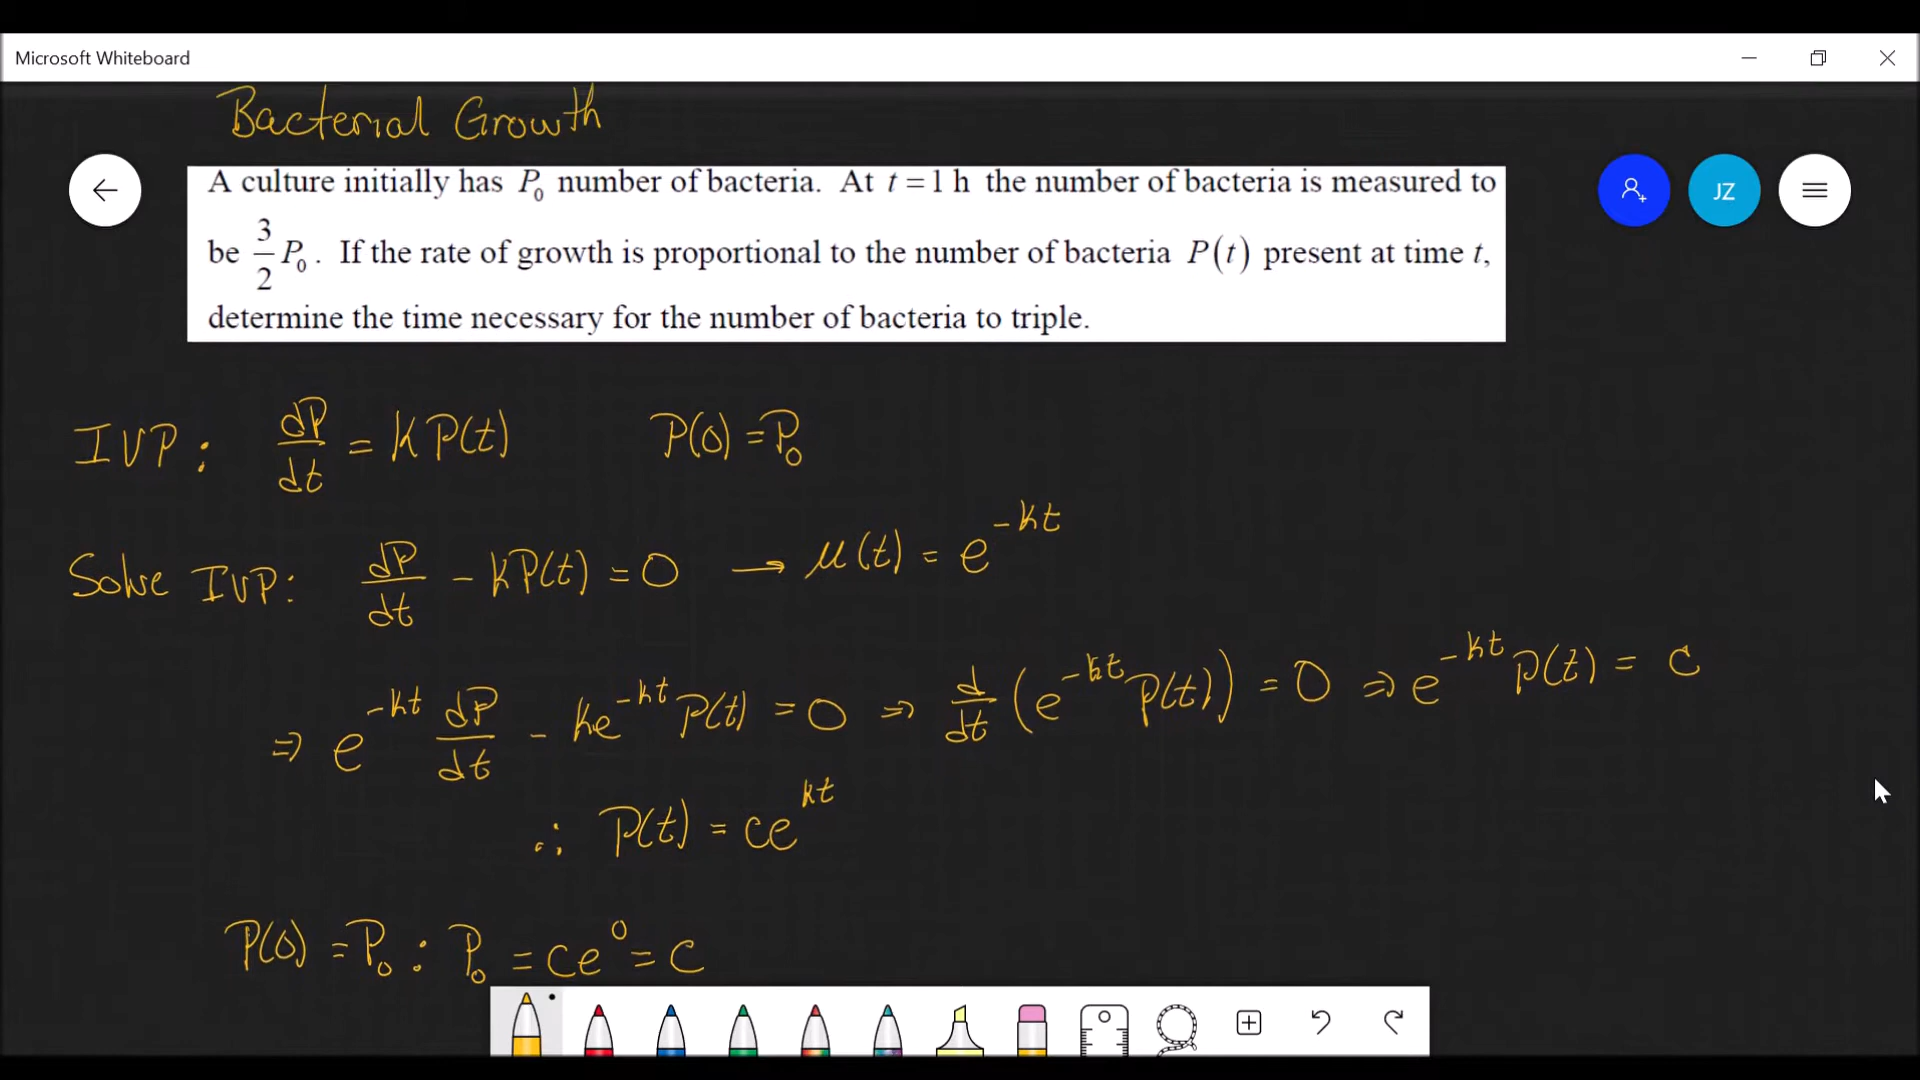 Microsoft Whiteboard
Bacterial Growth
A culture initially has P₀ number of bacteria. At t = 1 h the number of bacteria is measured to
be 3/2 P₀. If the rate of growth is proportional to the number of bacteria P(t) present at time t,
determine the time necessary for the number of bacteria to triple.
JZ
IVP: dP/dt = kP(t) P(0) = P₀
Solve IVP: dP/dt - kP(t) = 0 → μ(t) = e^(-kt)
⇒ e^(-kt) dP/dt - ke^(-kt) P(t) = 0 ⇒ d/dt (e^(-kt) P(t)) = 0 ⇒ e^(-kt) P(t) = c
∴ P(t) = ce^(kt)
P(0) = P₀ : P₀ = ce^0 = c